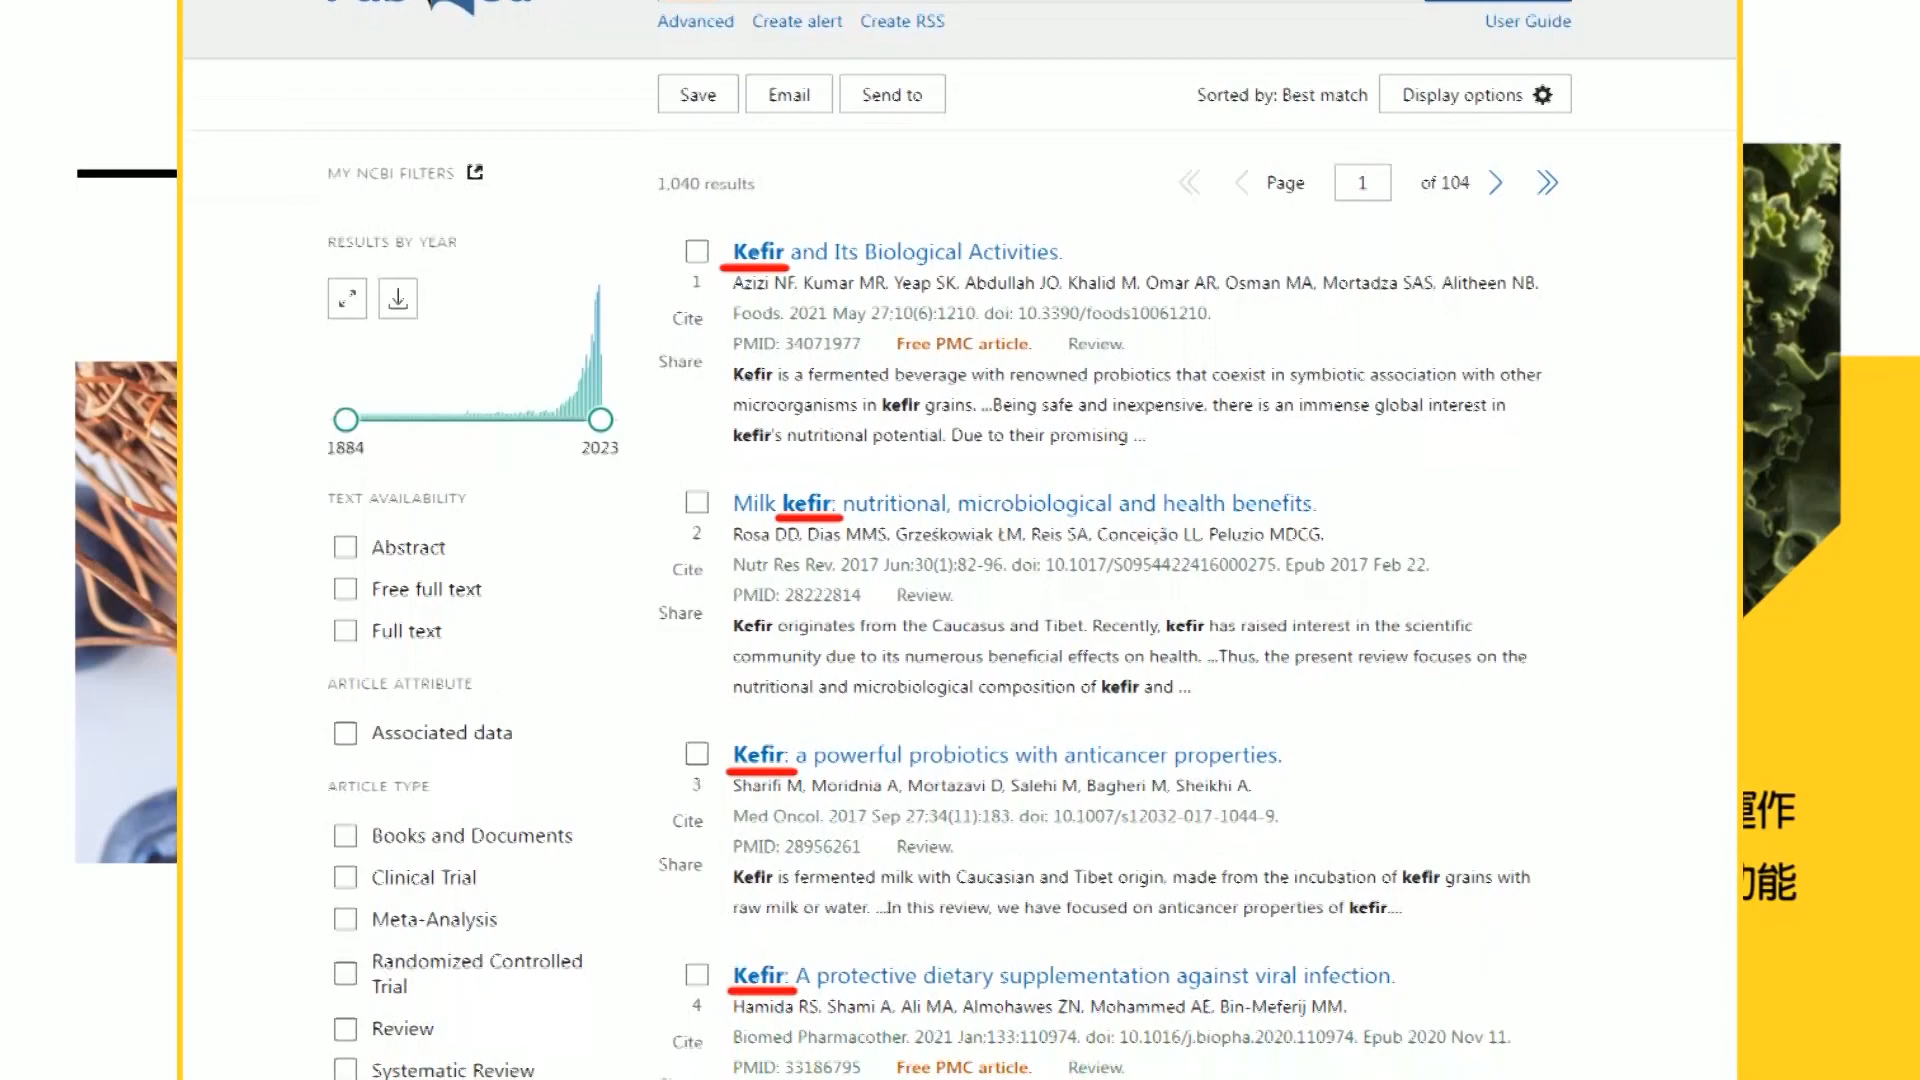 Advanced Create alert Create RSS User Guide
Save Email Send to Sorted by: Best match Display options
MY NCBI FILTERS
1,040 results Page 1 of 104
RESULTS BY YEAR
1884 2023
TEXT AVAILABILITY
Abstract
Free full text
Full text
ARTICLE ATTRIBUTE
Associated data
ARTICLE TYPE
Books and Documents
Clinical Trial
Meta-Analysis
Randomized Controlled
Trial
Review
Systematic Review
Kefir and Its Biological Activities.
1 Azizi NF, Kumar MR, Yeap SK, Abdullah JO, Khalid M, Omar AR, Osman MA, Mortadza SAS, Alitheen NB.
Cite Foods. 2021 May 27;10(6):1210. doi: 10.3390/foods10061210.
PMID: 34071977 Free PMC article. Review.
Share
Kefir is a fermented beverage with renowned probiotics that coexist in symbiotic association with other
microorganisms in kefir grains. ...Being safe and inexpensive, there is an immense global interest in
kefir's nutritional potential. Due to their promising ...
Milk kefir: nutritional, microbiological and health benefits.
2 Rosa DD, Dias MMS, Grześkowiak ŁM, Reis SA, Conceição LL, Peluzio MDCG.
Cite Nutr Res Rev. 2017 Jun;30(1):82-96. doi: 10.1017/S0954422416000275. Epub 2017 Feb 22.
PMID: 28222814 Review.
Share
Kefir originates from the Caucasus and Tibet. Recently, kefir has raised interest in the scientific
community due to its numerous beneficial effects on health. ...Thus, the present review focuses on the
nutritional and microbiological composition of kefir and ...
Kefir: a powerful probiotics with anticancer properties.
3 Sharifi M, Moridnia A, Mortazavi D, Salehi M, Bagheri M, Sheikhi A.
Cite Med Oncol. 2017 Sep 27;34(11):183. doi: 10.1007/s12032-017-1044-9.
PMID: 28956261 Review.
Share
Kefir is fermented milk with Caucasian and Tibet origin, made from the incubation of kefir grains with
raw milk or water. ...In this review, we have focused on anticancer properties of kefir....
Kefir: A protective dietary supplementation against viral infection.
4 Hamida RS, Shami A, Ali MA, Almohawes ZN, Mohammed AE, Bin-Meferij MM.
Cite Biomed Pharmacother. 2021 Jan;133:110974. doi: 10.1016/j.biopha.2020.110974. Epub 2020 Nov 11.
PMID: 33186795 Free PMC article. Review.
作
能